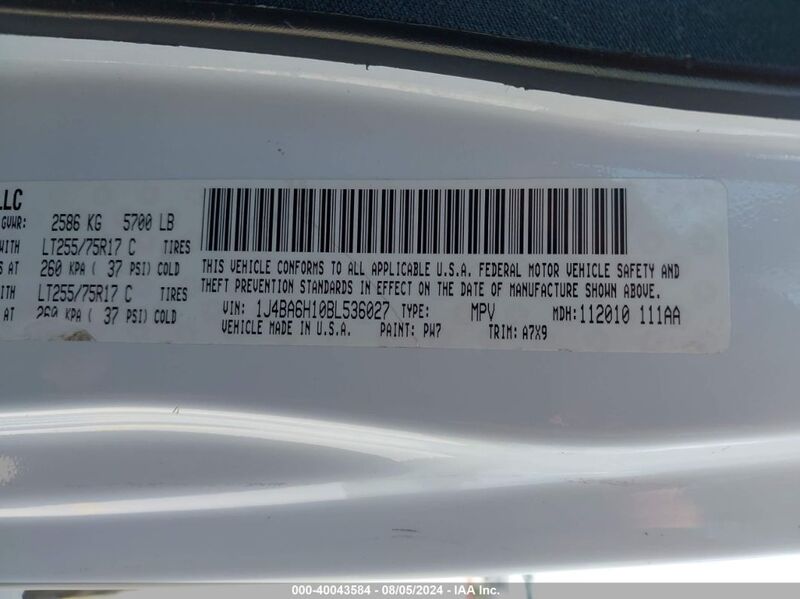 LLC
GVWR: 2586 KG 5700 LB
WITH LT255/75R17 C TIRES
AT 260 KPA ( 37 PSI) COLD
WITH LT255/75R17 C TIRES
AT 260 KPA ( 37 PSI) COLD
THIS VEHICLE CONFORMS TO ALL APPLICABLE U.S.A. FEDERAL MOTOR VEHICLE SAFETY AND
THEFT PREVENTION STANDARDS IN EFFECT ON THE DATE OF MANUFACTURE SHOWN ABOVE.
VIN: 1J4BA6H10BL536027 TYPE: MPV MDH: 112010 111AA
VEHICLE MADE IN U.S.A. PAINT: PW7 TRIM: A7X9
000-40043584 - 08/05/2024 - IAA Inc.